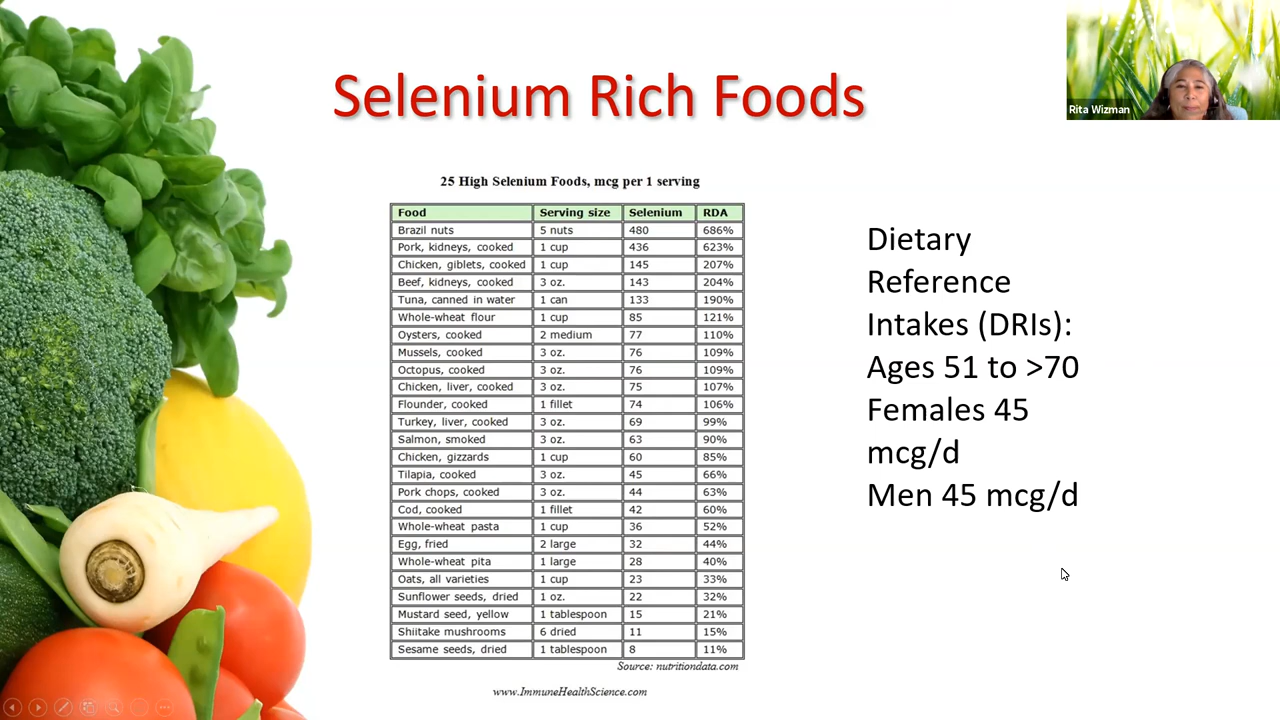 Selenium Rich Foods
Rita Wizman
25 High Selenium Foods, mcg per 1 serving
Food Serving size Selenium RDA
Brazil nuts 5 nuts 480 686%
Pork, kidneys, cooked 1 cup 436 623%
Chicken, giblets, cooked 1 cup 145 207%
Beef, kidneys, cooked 3 oz. 143 204%
Tuna, canned in water 1 can 133 190%
Whole-wheat flour 1 cup 85 121%
Oysters, cooked 2 medium 77 110%
Mussels, cooked 3 oz. 76 109%
Octopus, cooked 3 oz. 76 109%
Chicken, liver, cooked 3 oz. 75 107%
Flounder, cooked 1 fillet 74 106%
Turkey, liver, cooked 3 oz. 69 99%
Salmon, smoked 3 oz. 63 90%
Chicken, gizzards 1 cup 60 85%
Tilapia, cooked 3 oz. 45 66%
Pork chops, cooked 3 oz. 44 63%
Cod, cooked 1 fillet 42 60%
Whole-wheat pasta 1 cup 36 52%
Egg, fried 2 large 32 44%
Whole-wheat pita 1 large 28 40%
Oats, all varieties 1 cup 23 33%
Sunflower seeds, dried 1 oz. 22 32%
Mustard seed, yellow 1 tablespoon 15 21%
Shiitake mushrooms 6 dried 11 15%
Sesame seeds, dried 1 tablespoon 8 11%
Source: nutritiondata.com
www.ImmuneHealthScience.com
Dietary
Reference
Intakes (DRIs):
Ages 51 to >70
Females 45
mcg/d
Men 45 mcg/d